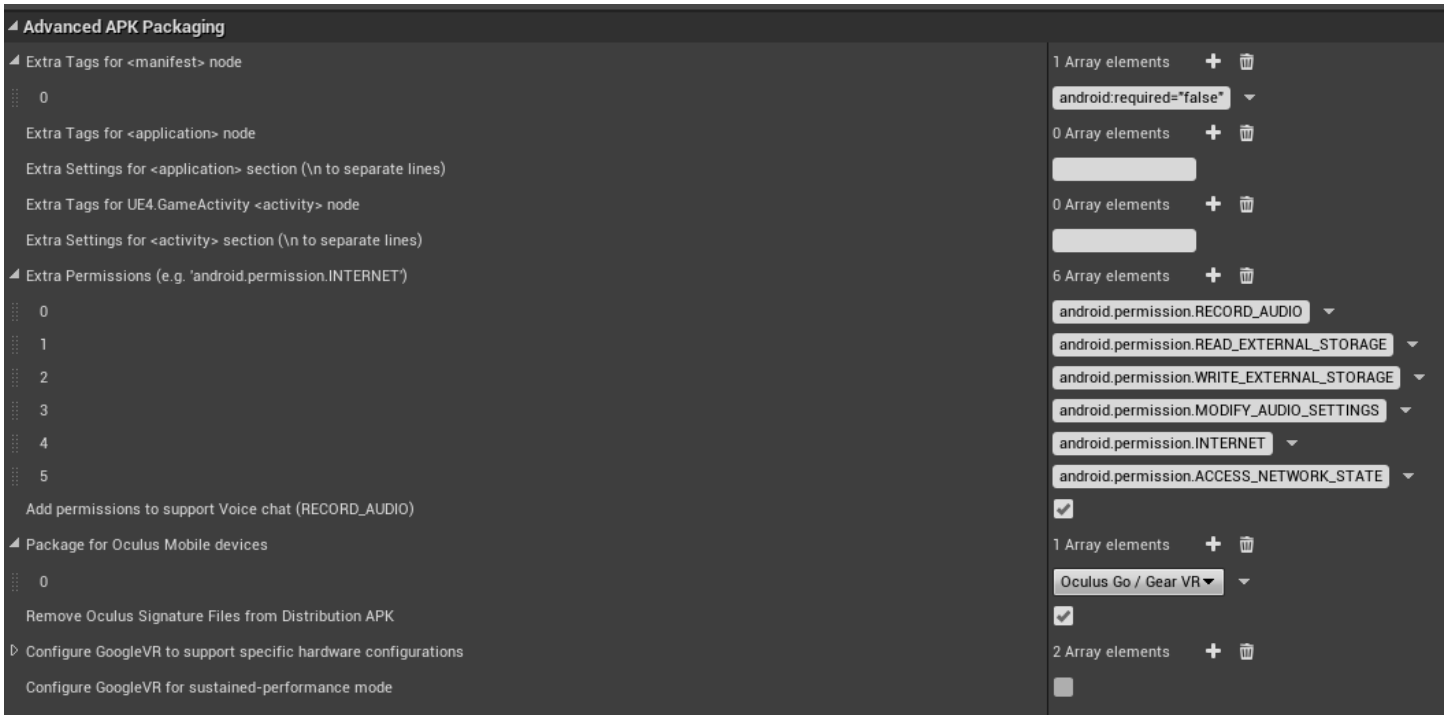 Advanced APK Packaging
Extra Tags for <manifest> node 1 Array elements
0 android:required="false"
Extra Tags for <application> node 0 Array elements
Extra Settings for <application> section (\n to separate lines)
Extra Tags for UE4.GameActivity <activity> node 0 Array elements
Extra Settings for <activity> section (\n to separate lines)
Extra Permissions (e.g. 'android.permission.INTERNET') 6 Array elements
0 android.permission.RECORD_AUDIO
1 android.permission.READ_EXTERNAL_STORAGE
2 android.permission.WRITE_EXTERNAL_STORAGE
3 android.permission.MODIFY_AUDIO_SETTINGS
4 android.permission.INTERNET
5 android.permission.ACCESS_NETWORK_STATE
Add permissions to support Voice chat (RECORD_AUDIO)
Package for Oculus Mobile devices 1 Array elements
0 Oculus Go / Gear VR
Remove Oculus Signature Files from Distribution APK
Configure GoogleVR to support specific hardware configurations 2 Array elements
Configure GoogleVR for sustained-performance mode